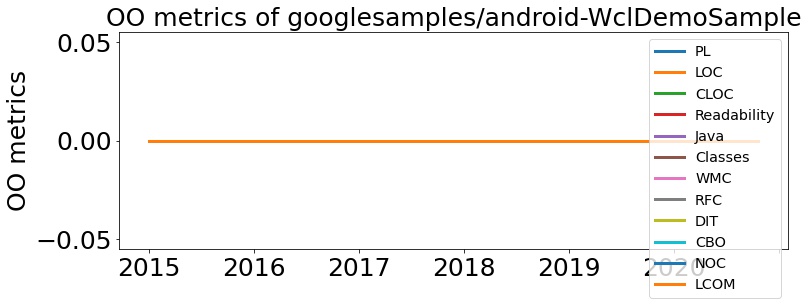 OO metrics of googlesamples/android-WclDemoSample
OO metrics
0.05
0.00
−0.05
2015
2016
2017
2018
2019
2020
PL
LOC
CLOC
Readability
Java
Classes
WMC
RFC
DIT
CBO
NOC
LCOM